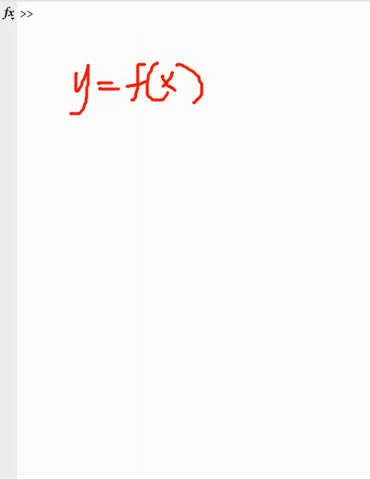 fx >>
y = f(x)